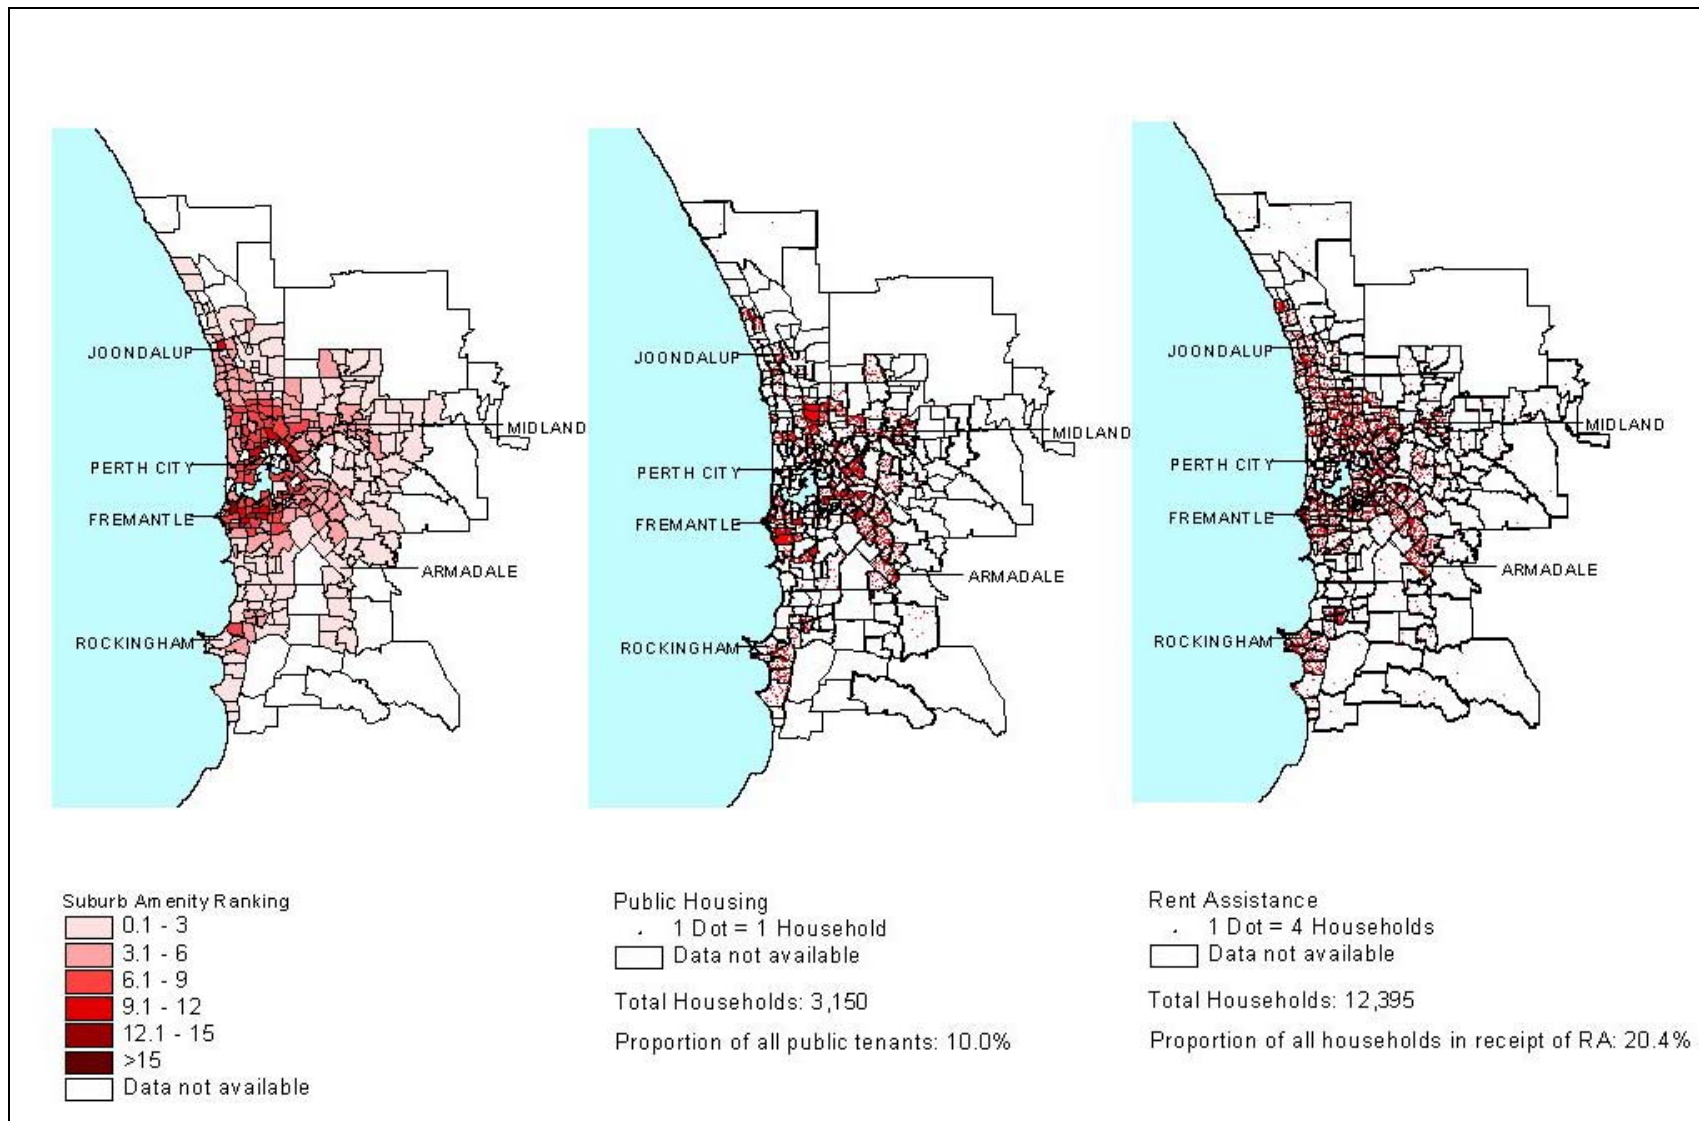 JOONDALUP
MIDLAND
PERTH CITY
FREMANTLE
ARMADALE
ROCKINGHAM
JOONDALUP
MIDLAND
PERTH CITY
FREMANTLE
ARMADALE
ROCKINGHAM
JOONDALUP
MIDLAND
PERTH CITY
FREMANTLE
ARMADALE
ROCKINGHAM
Suburb Amenity Ranking
0.1 - 3
3.1 - 6
6.1 - 9
9.1 - 12
12.1 - 15
>15
Data not available
Public Housing
1 Dot = 1 Household
Data not available
Total Households: 3,150
Proportion of all public tenants: 10.0%
Rent Assistance
1 Dot = 4 Households
Data not available
Total Households: 12,395
Proportion of all households in receipt of RA: 20.4%